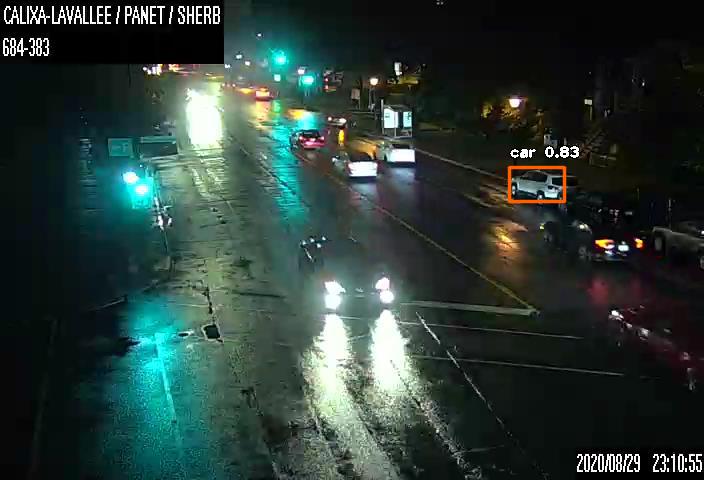 CALIXA-LAVALLEE / PANET / SHERB
684-383
car 0.83
2020/08/29 23:10:55